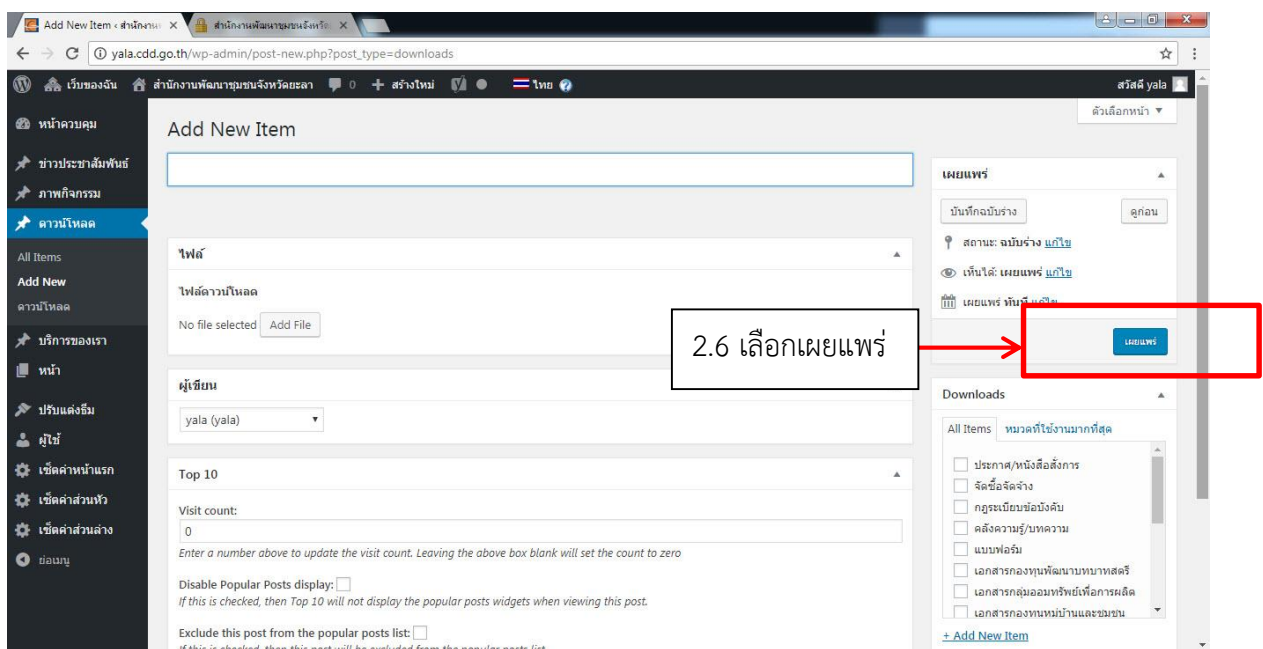 Add New Item ‹ สำนักงาน
สำนักงานพัฒนาชุมชนจังหวัด
yala.cdd.go.th/wp-admin/post-new.php?post_type=downloads
เว็บของฉัน สำนักงานพัฒนาชุมชนจังหวัดยะลา 0 + สร้างใหม่ ไทย
สวัสดี yala
หน้าควบคุม
ข่าวประชาสัมพันธ์
ภาพกิจกรรม
ดาวน์โหลด
All Items
Add New
ดาวน์โหลด
บริการของเรา
หน้า
ปรับแต่งธีม
ผู้ใช้
เซ็ตค่าหน้าแรก
เซ็ตค่าส่วนหัว
เซ็ตค่าส่วนล่าง
ย่อเมนู
ตัวเลือกหน้า ▼
Add New Item
ไฟล์
ไฟล์ดาวน์โหลด
No file selected Add File
ผู้เขียน
yala (yala)
Top 10
Visit count:
0
Enter a number above to update the visit count. Leaving the above box blank will set the count to zero
Disable Popular Posts display:
If this is checked, then Top 10 will not display the popular posts widgets when viewing this post.
Exclude this post from the popular posts list:
If this is checked, then this post will be excluded from the popular posts list.
2.6 เลือกเผยแพร่
เผยแพร่
บันทึกฉบับร่าง ดูก่อน
สถานะ: ฉบับร่าง แก้ไข
เห็นได้: เผยแพร่ แก้ไข
เผยแพร่ ทันที แก้ไข
เผยแพร่
Downloads
All Items หมวดที่ใช้งานมากที่สุด
ประกาศ/หนังสือสั่งการ
จัดซื้อจัดจ้าง
กฎระเบียบข้อบังคับ
คลังความรู้/บทความ
แบบฟอร์ม
เอกสารกองทุนพัฒนาบทบาทสตรี
เอกสารกลุ่มออมทรัพย์เพื่อการผลิต
เอกสารกองทุนหมู่บ้านและชุมชน
+ Add New Item